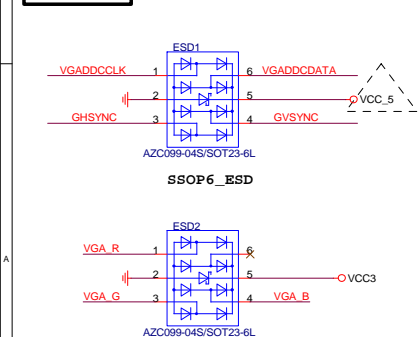 ESD1
VGADDCCLK 1 6 VGADDCDATA
2 5 VCC_5
GHSYNC 3 4 GVSYNC
AZC099-04S/SOT23-6L
SSOP6_ESD
ESD2
VGA_R 1 6
A
2 5 VCC3
VGA_G 3 4 VGA_B
AZC099-04S/SOT23-6L